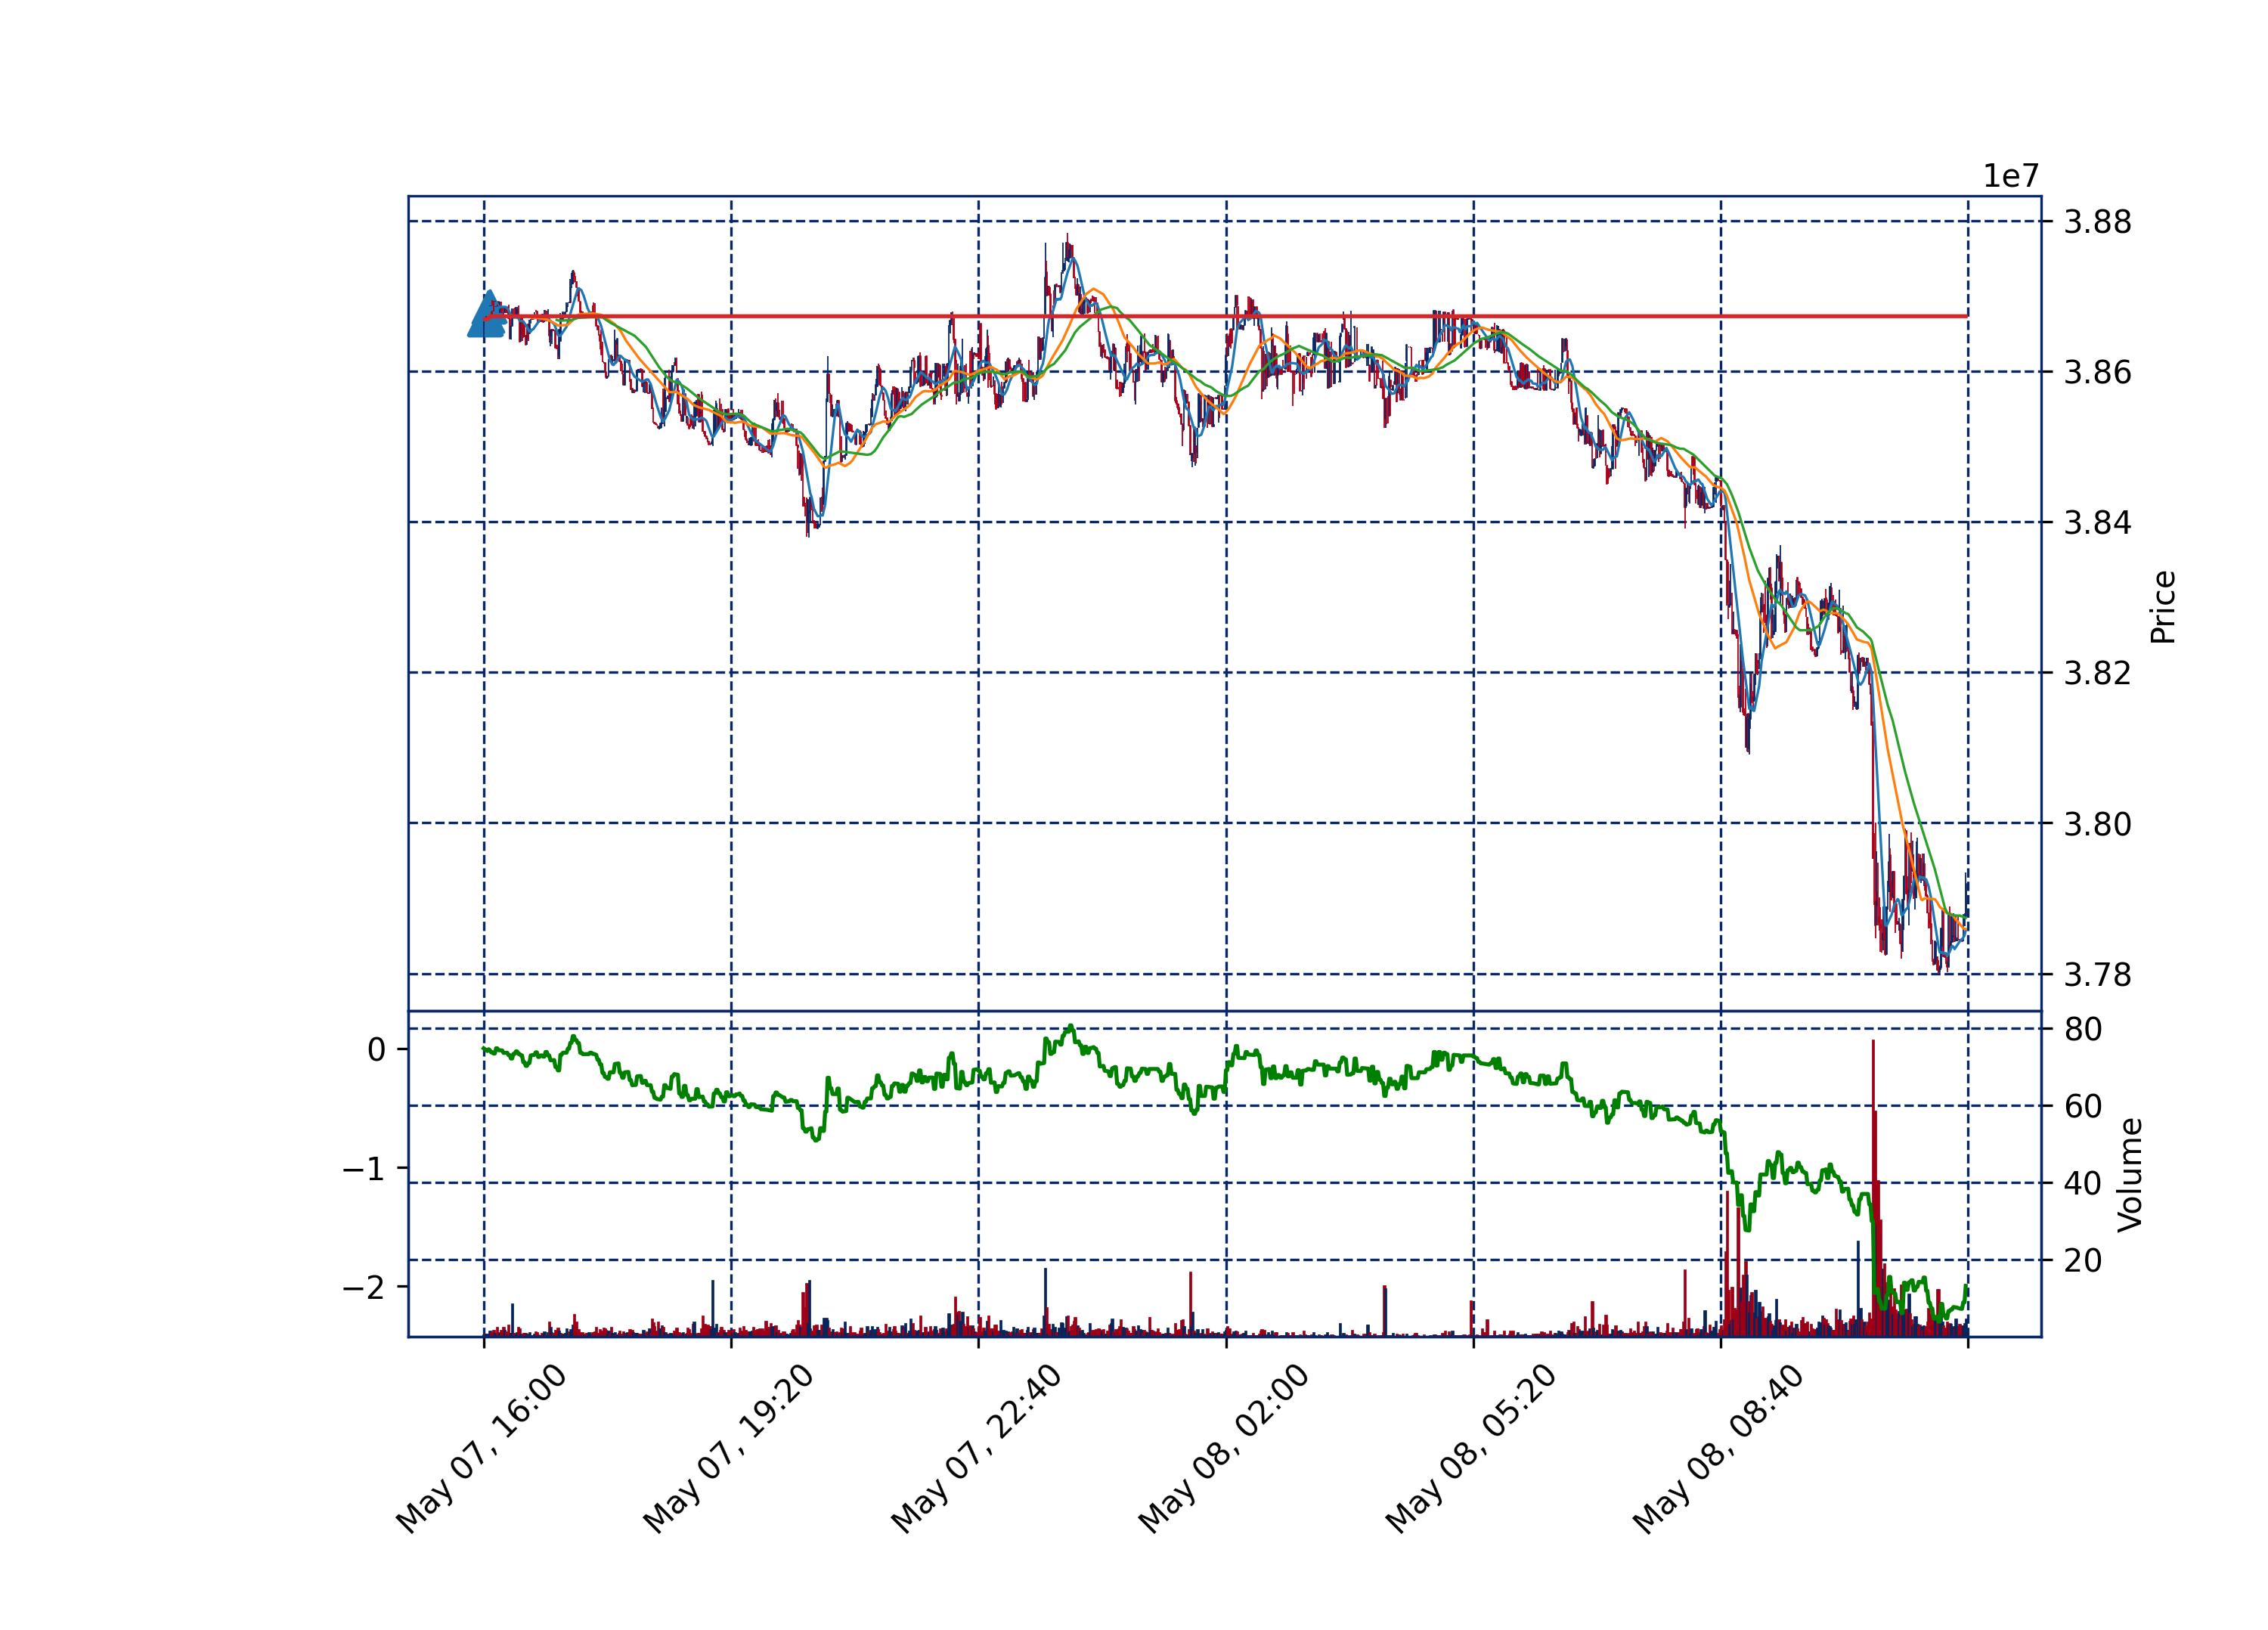 1e7
3.88
3.86
3.84
3.82
3.80
3.78
Price
0
−1
−2
80
60
40
20
Volume
May 07, 16:00
May 07, 19:20
May 07, 22:40
May 08, 02:00
May 08, 05:20
May 08, 08:40